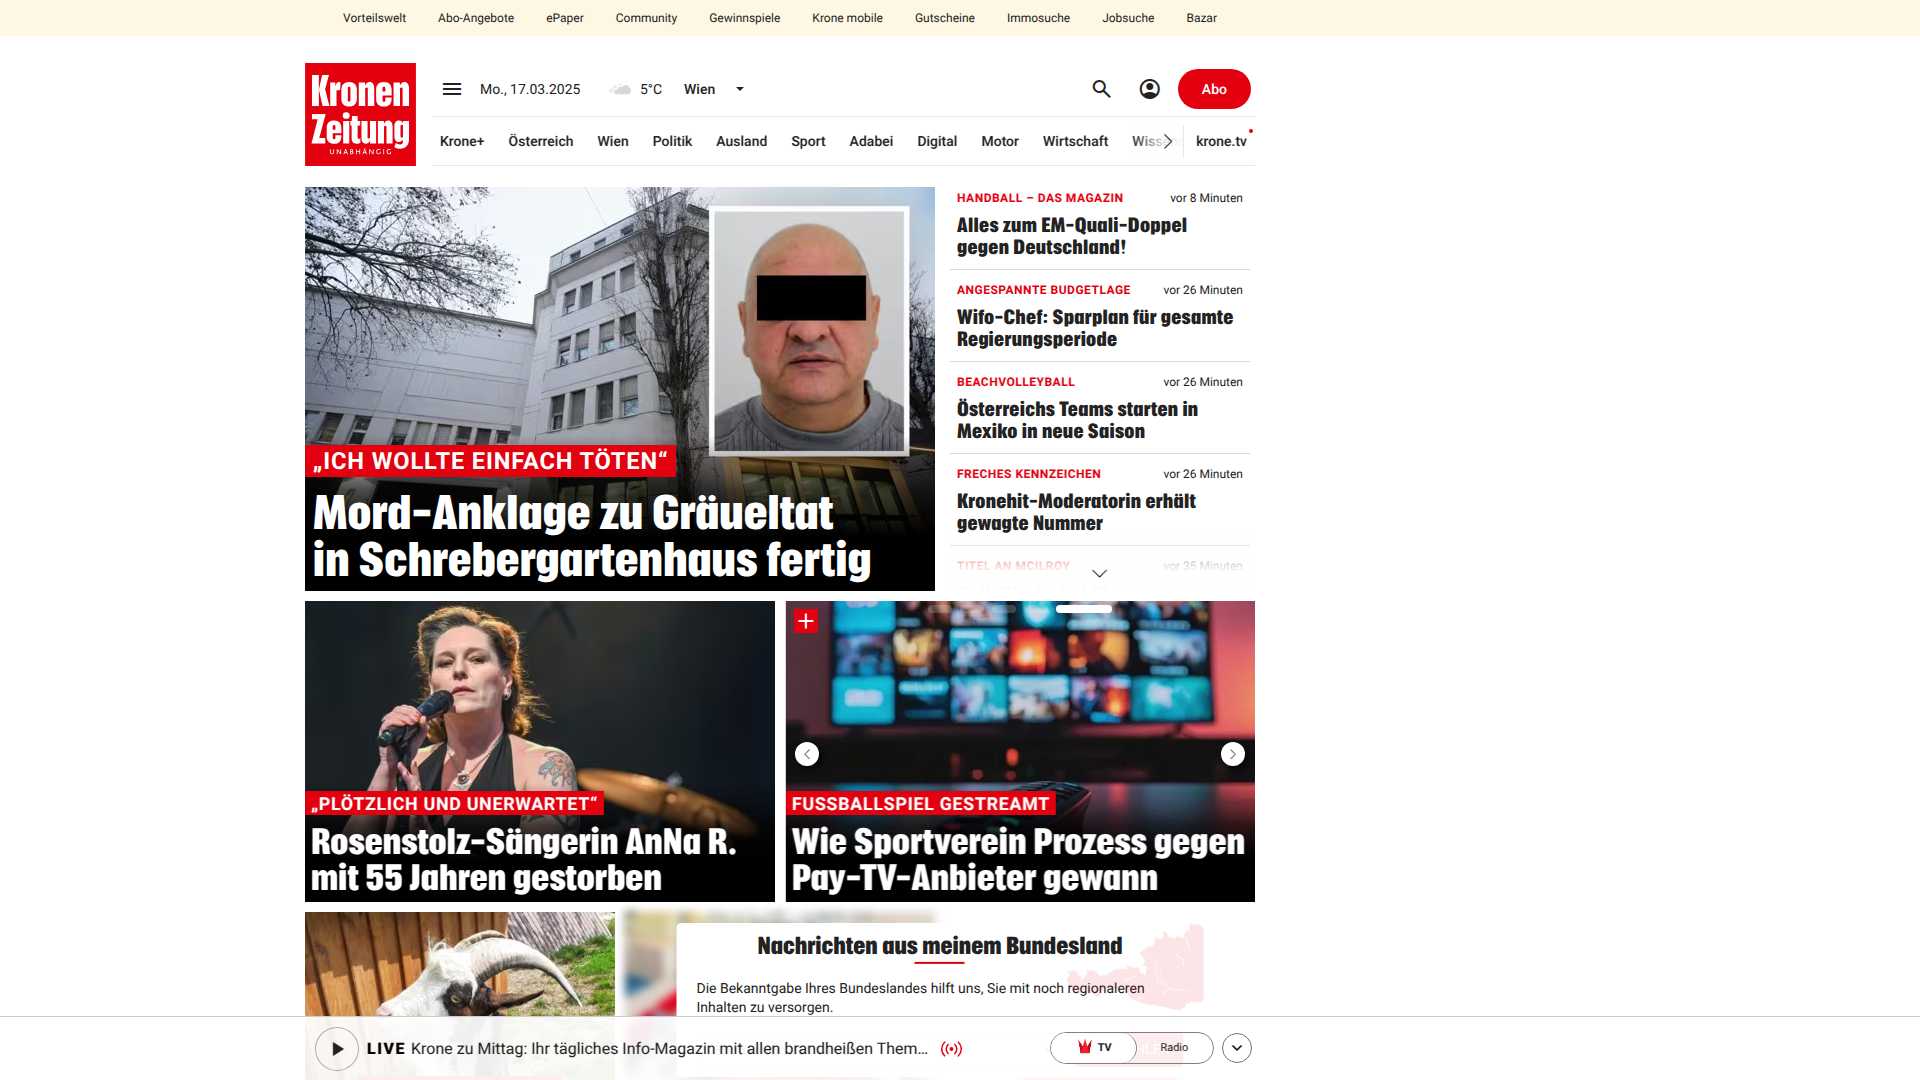 Vorteilswelt Abo-Angebote ePaper Community Gewinnspiele Krone mobile Gutscheine Immosuche Jobsuche Bazar
Kronen
Zeitung
UNABHÄNGIG
Mo., 17.03.2025 5°C Wien
Abo
Krone+ Österreich Wien Politik Ausland Sport Adabei Digital Motor Wirtschaft krone.tv
„ICH WOLLTE EINFACH TÖTEN“
Mord-Anklage zu Gräueltat
in Schrebergartenhaus fertig
HANDBALL – DAS MAGAZIN vor 8 Minuten
Alles zum EM-Quali-Doppel
gegen Deutschland!
ANGESPANNTE BUDGETLAGE vor 26 Minuten
Wifo-Chef: Sparplan für gesamte
Regierungsperiode
BEACHVOLLEYBALL vor 26 Minuten
Österreichs Teams starten in
Mexiko in neue Saison
FRECHES KENNZEICHEN vor 26 Minuten
Kronehit-Moderatorin erhält
gewagte Nummer
TITEL AN MCILROY vor 35 Minuten
„PLÖTZLICH UND UNERWARTET“
Rosenstolz-Sängerin AnNa R.
mit 55 Jahren gestorben
FUSSBALLSPIEL GESTREAMT
Wie Sportverein Prozess gegen
Pay-TV-Anbieter gewann
Nachrichten aus meinem Bundesland
Die Bekanntgabe Ihres Bundeslandes hilft uns, Sie mit noch regionaleren
Inhalten zu versorgen.
LIVE Krone zu Mittag: Ihr tägliches Info-Magazin mit allen brandheißen Them...
TV Radio